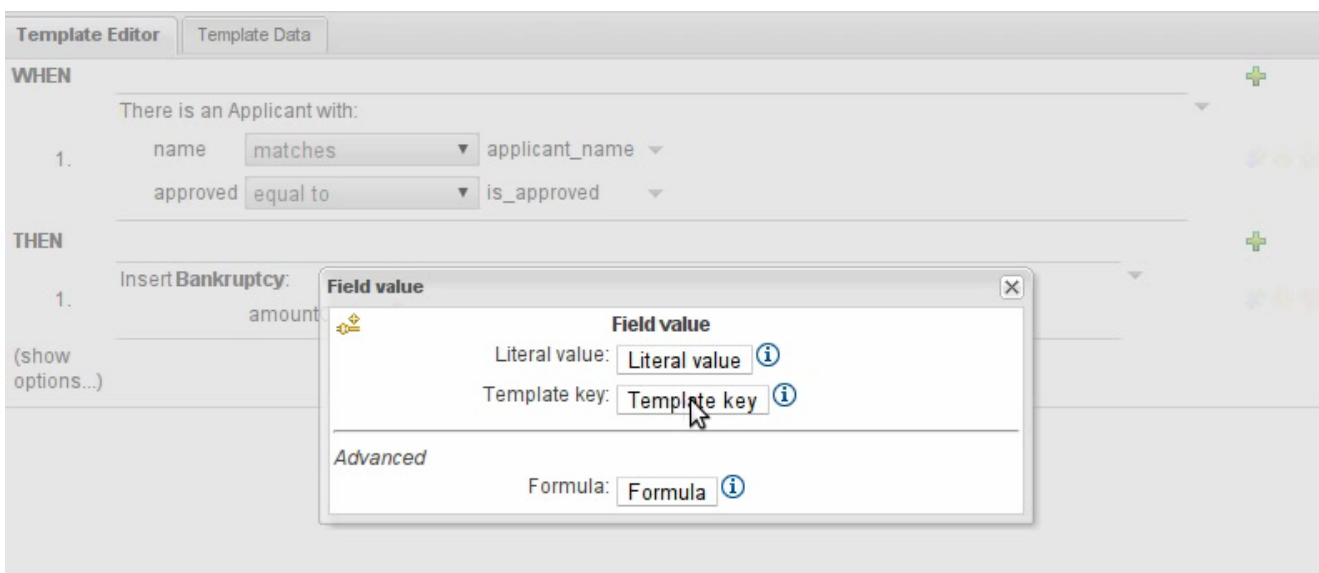 Template Editor Template Data
WHEN
There is an Applicant with:
1.
name matches applicant_name
approved equal to is_approved
THEN
Insert Bankruptcy:
1.
amount
(show
options...)
Field value
Field value
Literal value: Literal value
Template key: Template key
Advanced
Formula: Formula